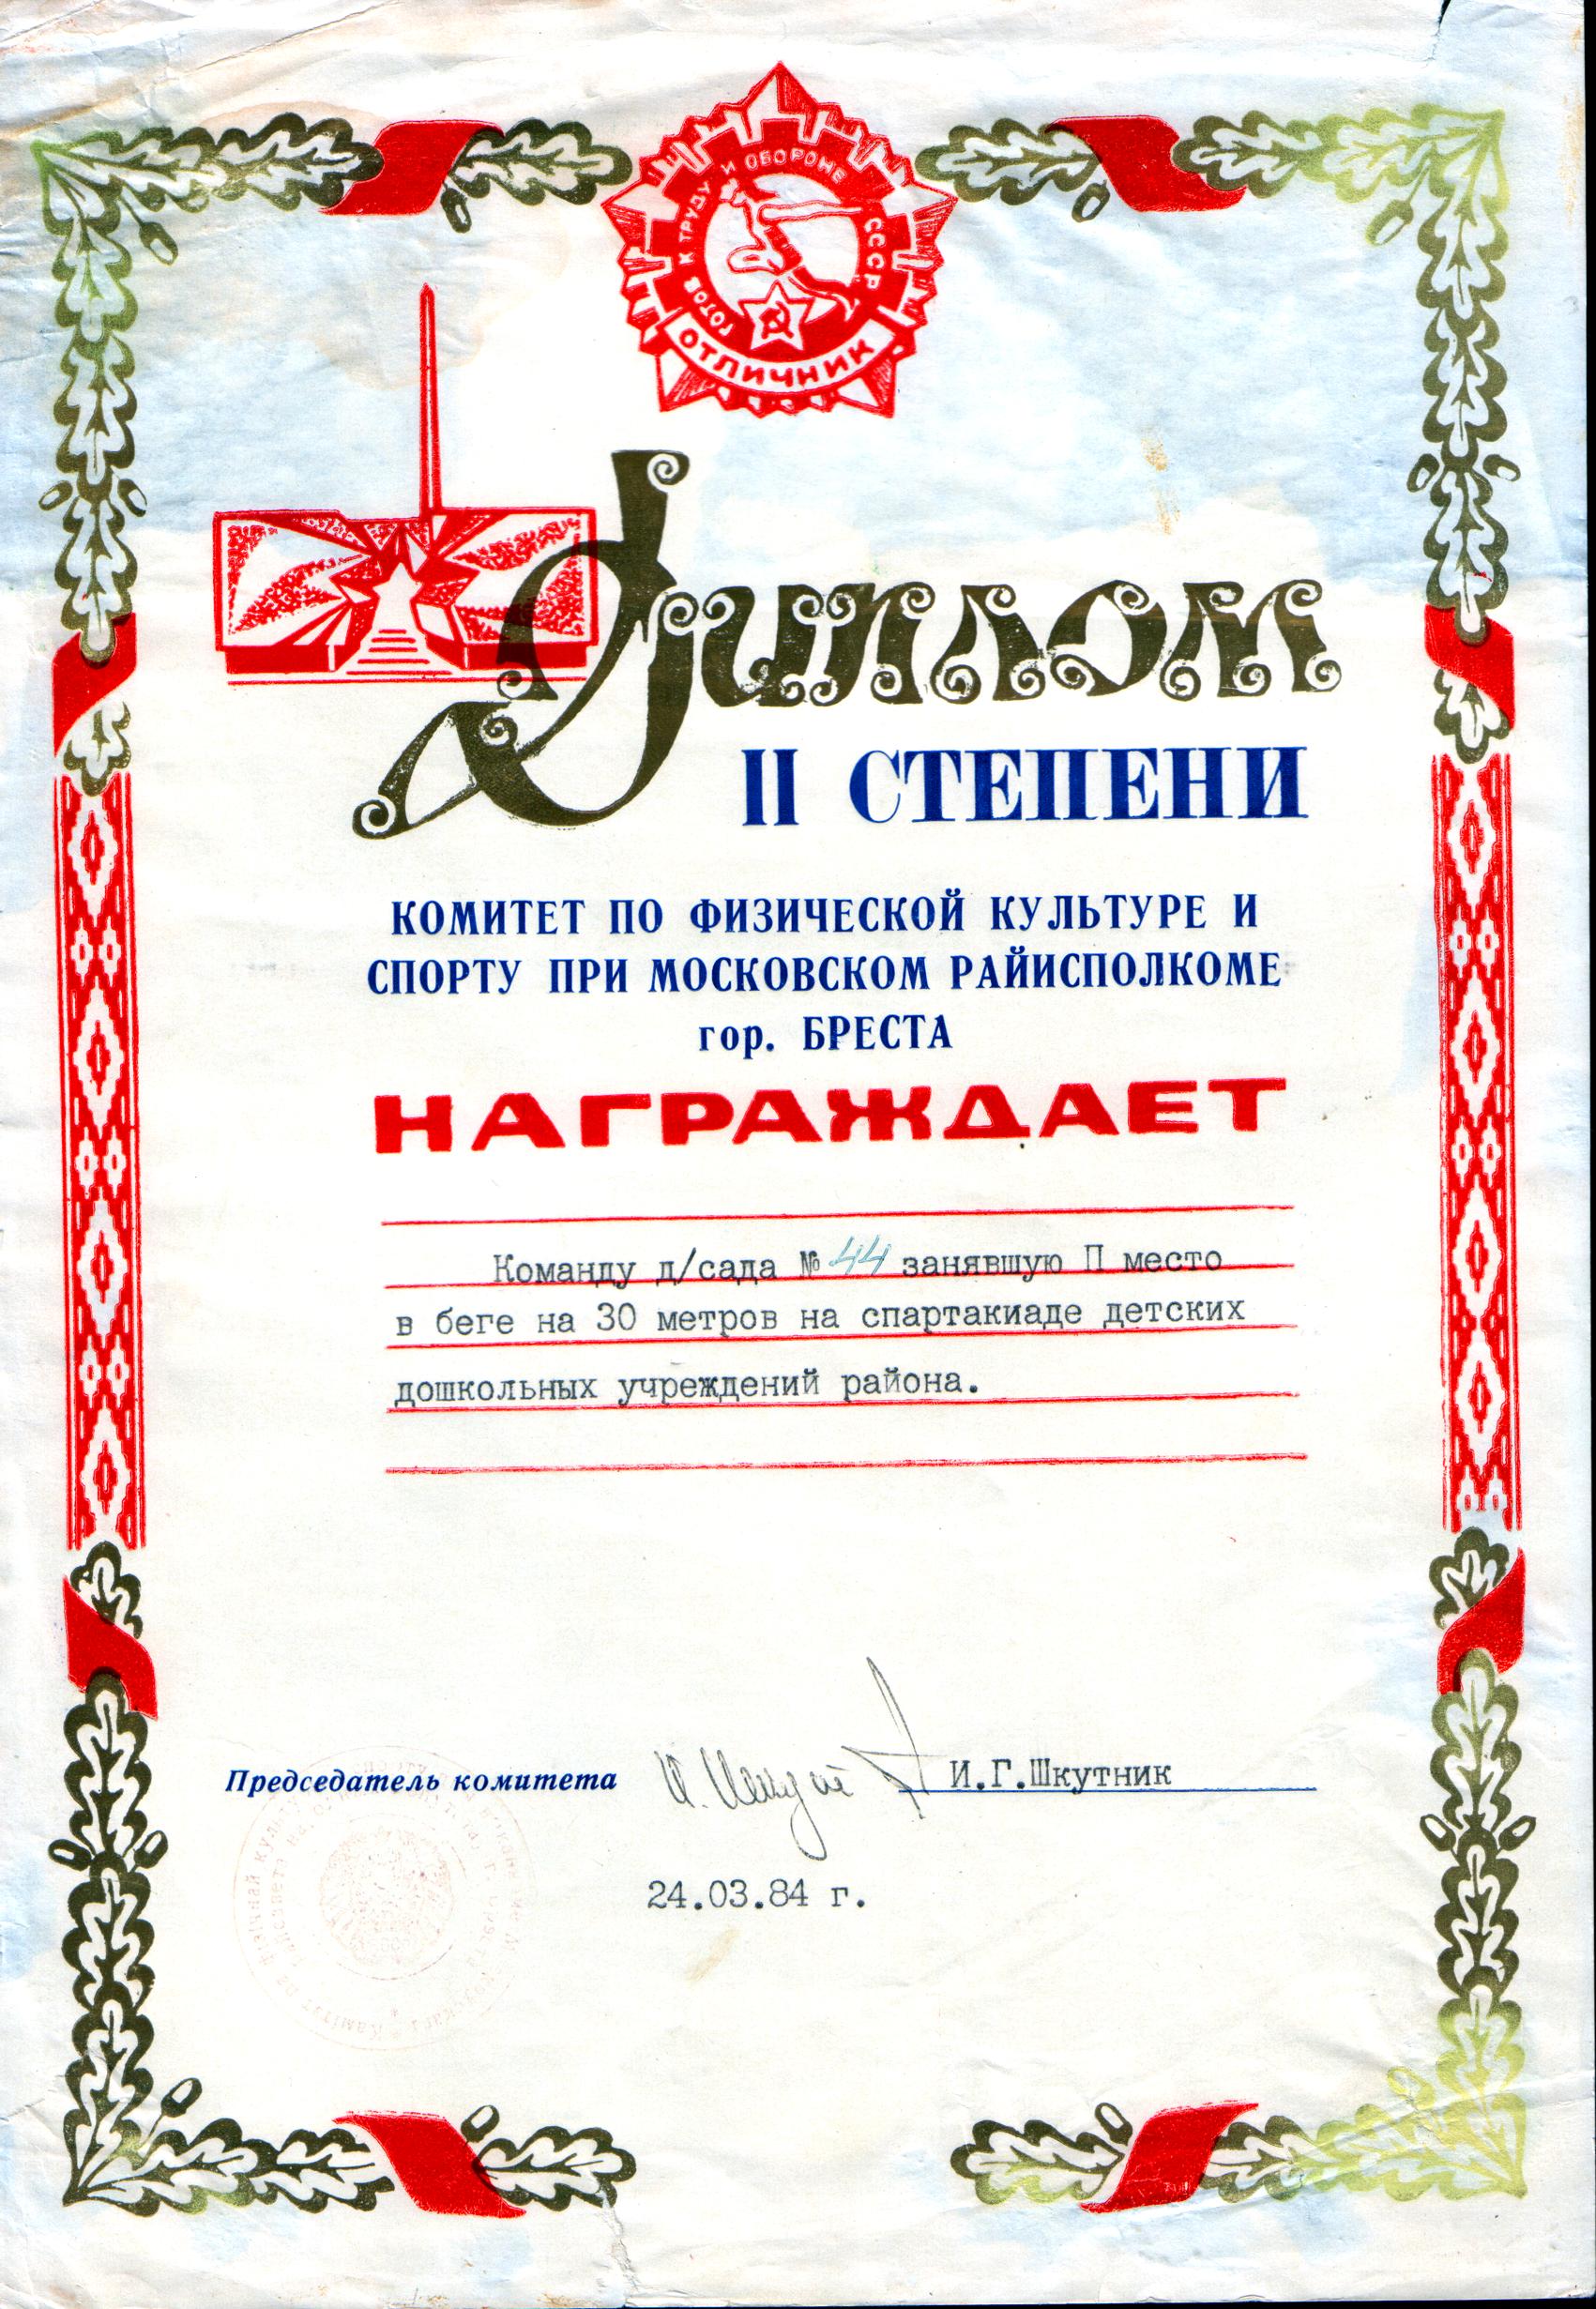 ГОТОВ К ТРУДУ И ОБОРОНЕ СССР
ОТЛИЧНИК
Диплом
II СТЕПЕНИ
КОМИТЕТ ПО ФИЗИЧЕСКОЙ КУЛЬТУРЕ И
СПОРТУ ПРИ МОСКОВСКОМ РАЙИСПОЛКОМЕ
гор. БРЕСТА
НАГРАЖДАЕТ
Команду д/сада № 44 занявшую П место
в беге на 30 метров на спартакиаде детских
дошкольных учреждений района.
Председатель комитета И.Г.Шкутник
24.03.84 г.